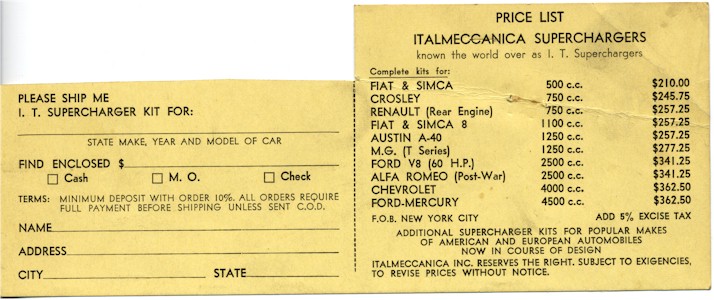 PLEASE SHIP ME
I. T. SUPERCHARGER KIT FOR:
STATE MAKE, YEAR AND MODEL OF CAR
FIND ENCLOSED $
Cash M. O. Check
TERMS: MINIMUM DEPOSIT WITH ORDER 10%. ALL ORDERS REQUIRE
FULL PAYMENT BEFORE SHIPPING UNLESS SENT C.O.D.
NAME
ADDRESS
CITY STATE
PRICE LIST
ITALMECCANICA SUPERCHARGERS
known the world over as I. T. Superchargers
Complete kits for:
FIAT & SIMCA 500 c.c. $210.00
CROSLEY 750 c.c. $245.75
RENAULT (Rear Engine) 750 c.c. $257.25
FIAT & SIMCA 8 1100 c.c. $257.25
AUSTIN A-40 1250 c.c. $257.25
M.G. (T Series) 1250 c.c. $277.25
FORD V8 (60 H.P.) 2500 c.c. $341.25
ALFA ROMEO (Post-War) 2500 c.c. $341.25
CHEVROLET 4000 c.c. $362.50
FORD-MERCURY 4500 c.c. $362.50
F.O.B. NEW YORK CITY ADD 5% EXCISE TAX
ADDITIONAL SUPERCHARGER KITS FOR POPULAR MAKES
OF AMERICAN AND EUROPEAN AUTOMOBILES
NOW IN COURSE OF DESIGN
ITALMECCANICA INC. RESERVES THE RIGHT. SUBJECT TO EXIGENCIES,
TO REVISE PRICES WITHOUT NOTICE.